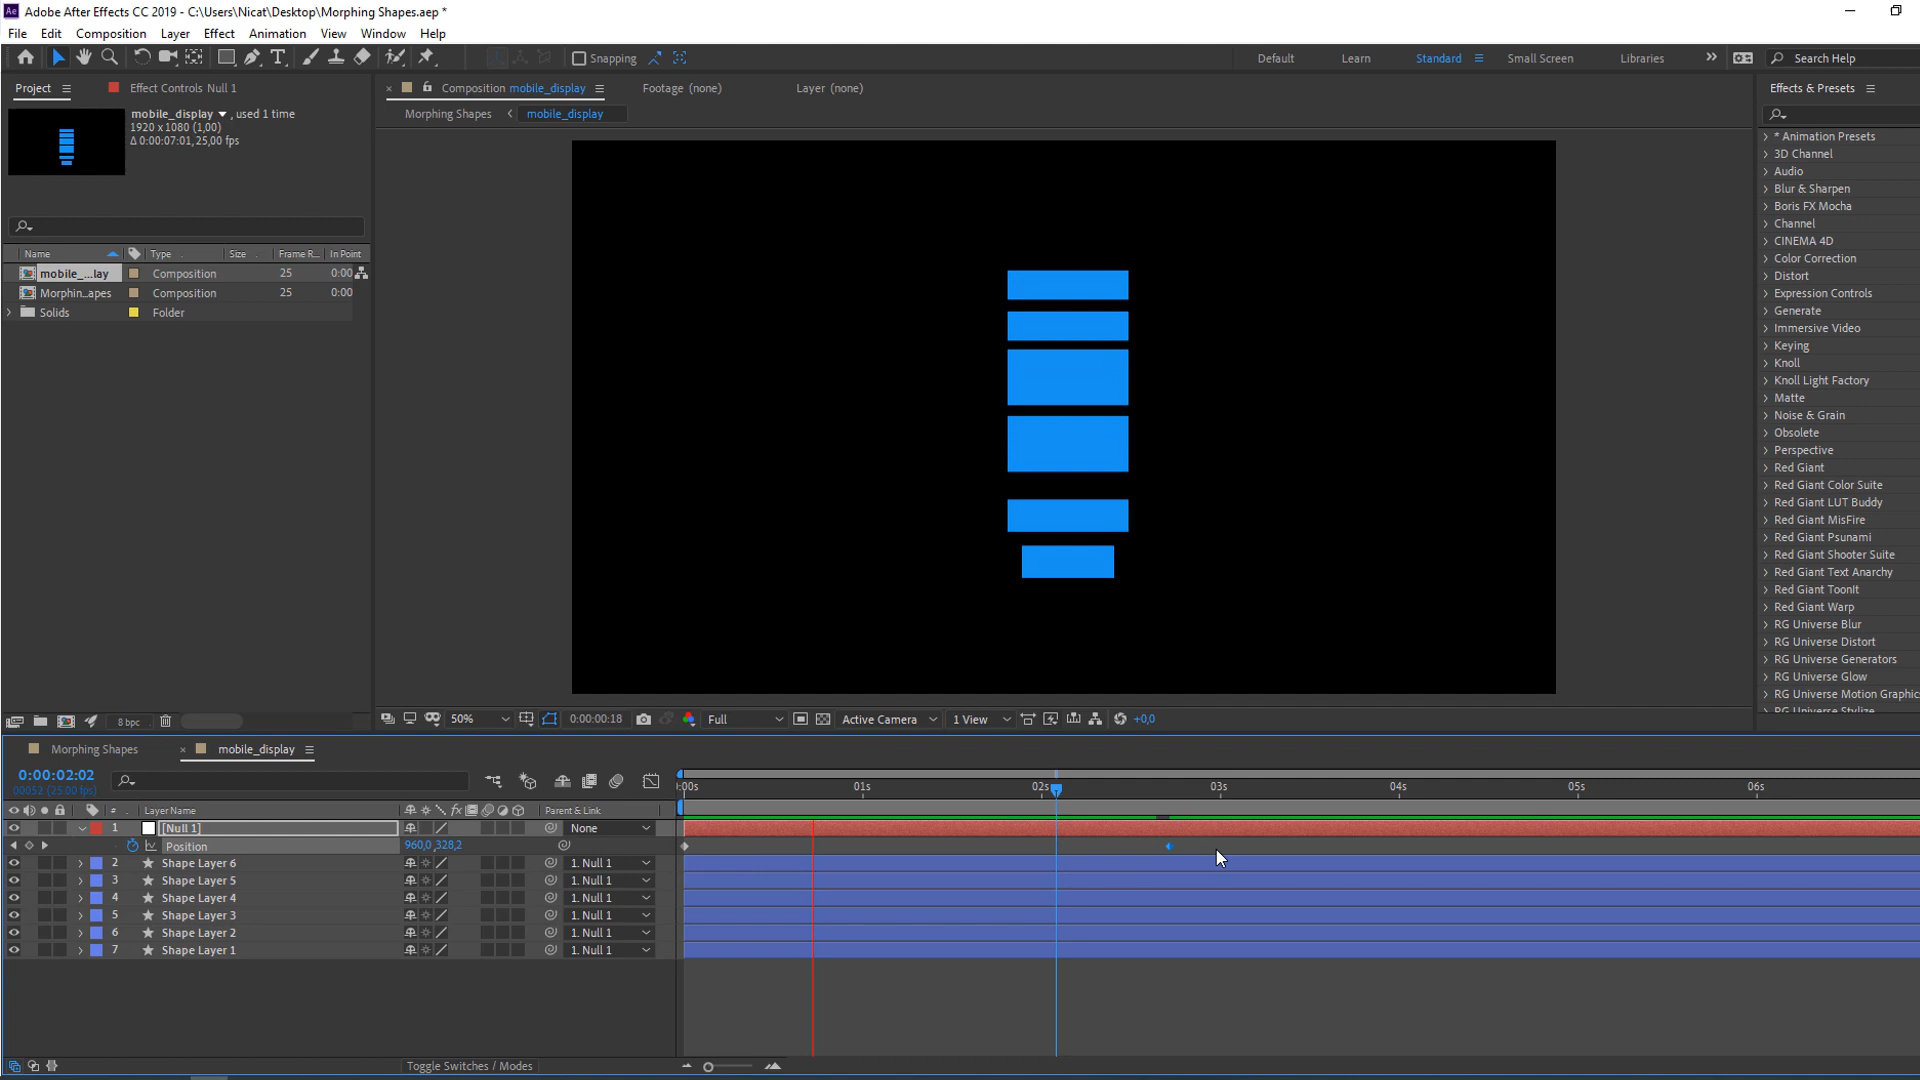 Adobe After Effects CC 2019 - C:\Users\Nicat\Desktop\Morphing Shapes.aep *
File Edit Composition Layer Effect Animation View Window Help
Snapping Default Learn Standard Small Screen Libraries Search Help
Project Effect Controls Null 1
Composition mobile_display Footage (none) Layer (none)
Effects & Presets
mobile_display , used 1 time
1920 x 1080 (1,00)
Δ 0:00:07:01, 25,00 fps
Morphing Shapes mobile_display
Name Type Size Frame R... In Point
mobile_...lay Composition 25 0:00
Morphin...apes Composition 25 0:00
Solids Folder
* Animation Presets
3D Channel
Audio
Blur & Sharpen
Boris FX Mocha
Channel
CINEMA 4D
Color Correction
Distort
Expression Controls
Generate
Immersive Video
Keying
Knoll
Knoll Light Factory
Matte
Noise & Grain
Obsolete
Perspective
Red Giant
Red Giant Color Suite
Red Giant LUT Buddy
Red Giant MisFire
Red Giant Psunami
Red Giant Shooter Suite
Red Giant Text Anarchy
Red Giant ToonIt
Red Giant Warp
RG Universe Blur
RG Universe Distort
RG Universe Generators
RG Universe Glow
RG Universe Motion Graphics
RG Universe Stylize
8 bpc
50% 0:00:00:18 Full Active Camera 1 View +0,0
Morphing Shapes mobile_display
0:00:02:02
00052 (25.00 fps)
:00s 01s 02s 03s 04s 05s 06s
# Layer Name Parent & Link
1 [Null 1] None
Position 960,0 ,328,2
2 Shape Layer 6 1. Null 1
3 Shape Layer 5 1. Null 1
4 Shape Layer 4 1. Null 1
5 Shape Layer 3 1. Null 1
6 Shape Layer 2 1. Null 1
7 Shape Layer 1 1. Null 1
Toggle Switches / Modes